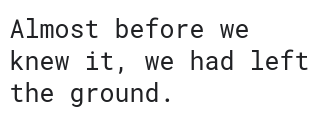 Almost before we
knew it, we had left
the ground.